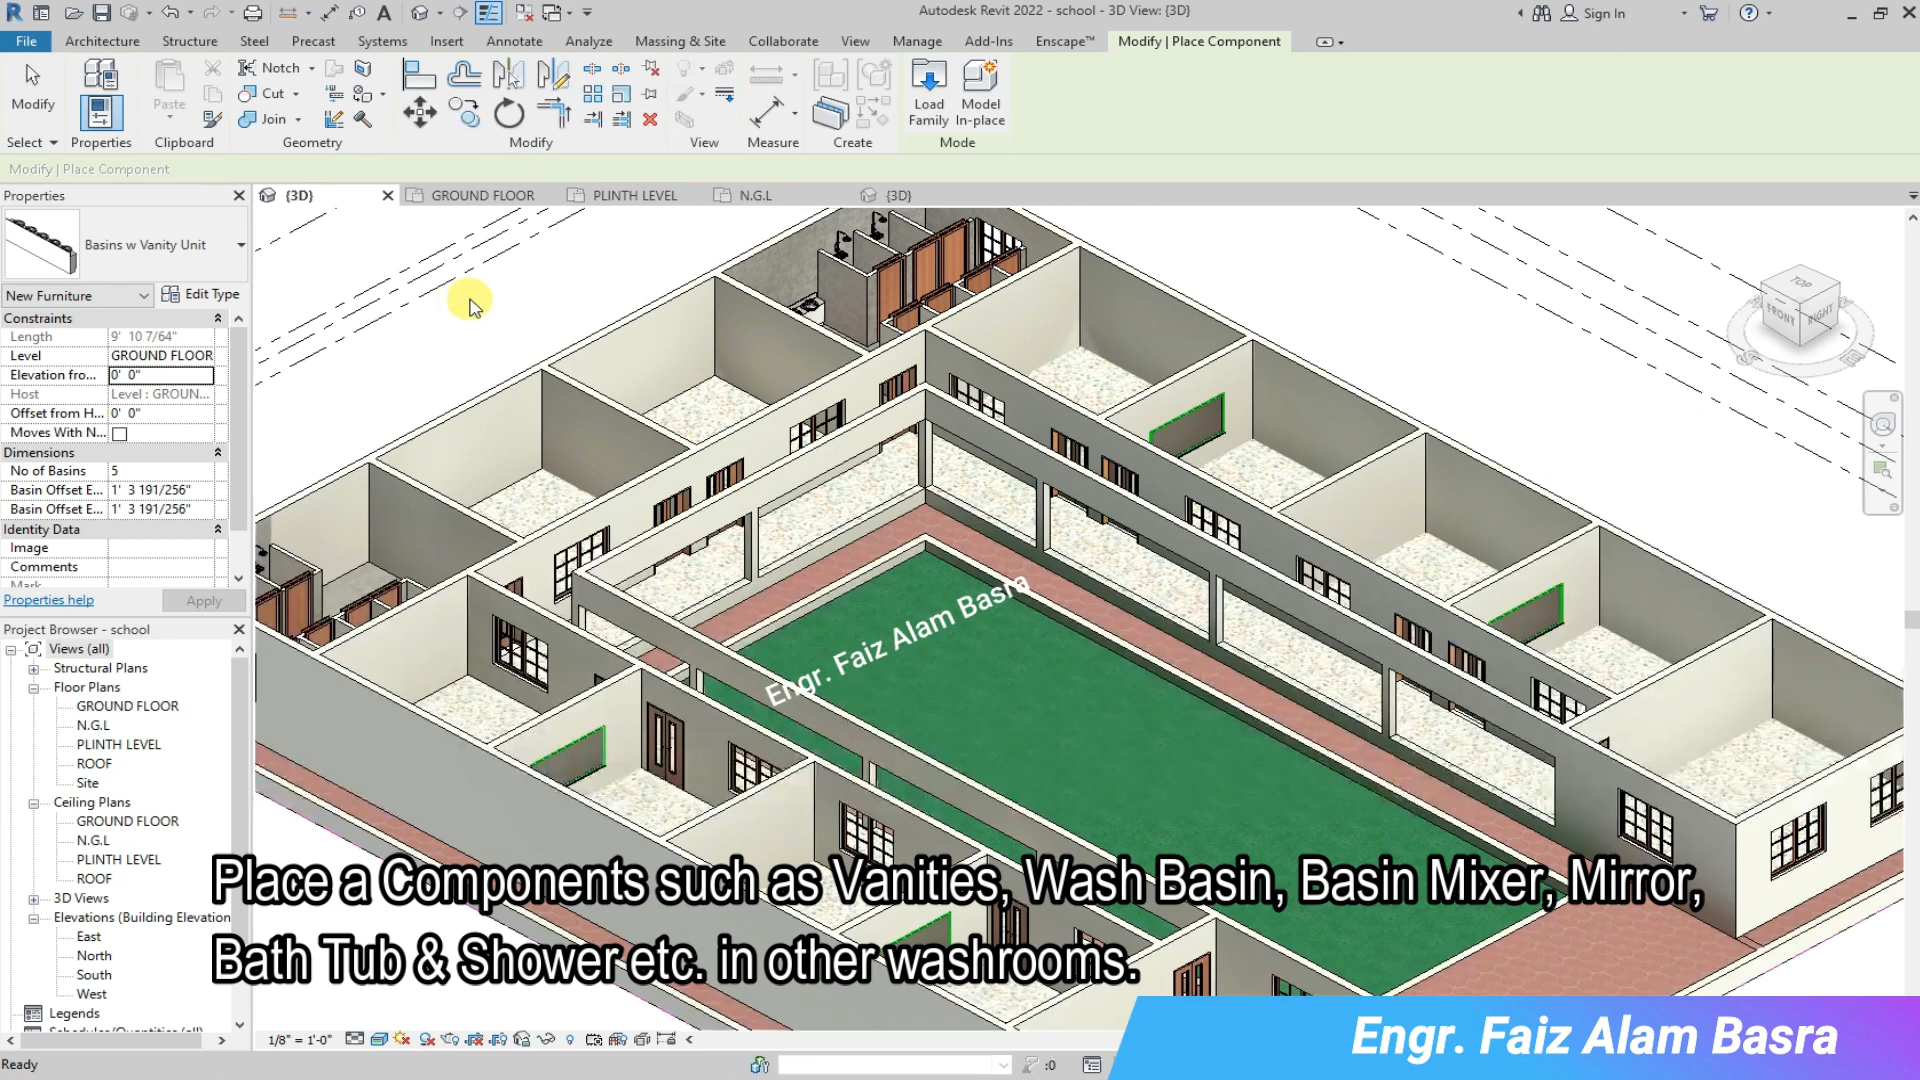 Autodesk Revit 2022 - school - 3D View: {3D}
Sign In
File Architecture Structure Steel Precast Systems Insert Annotate Analyze Massing & Site Collaborate View Manage Add-Ins Enscape™ Modify | Place Component
Modify
Paste
Notch
Cut
Join
Load Family
Model In-place
Select Properties Clipboard Geometry Modify View Measure Create Mode
Modify | Place Component
Properties
{3D} GROUND FLOOR PLINTH LEVEL N.G.L {3D}
Basins w Vanity Unit
New Furniture Edit Type
Constraints
Length 9' 10 7/64"
Level GROUND FLOOR
Elevation fro... 0' 0"
Host Level : GROUN...
Offset from H... 0' 0"
Moves With N...
Dimensions
No of Basins 5
Basin Offset E... 1' 3 191/256"
Basin Offset E... 1' 3 191/256"
Identity Data
Image
Comments
Mark
Properties help Apply
Project Browser - school
Views (all)
Structural Plans
Floor Plans
GROUND FLOOR
N.G.L
PLINTH LEVEL
ROOF
Site
Ceiling Plans
GROUND FLOOR
N.G.L
PLINTH LEVEL
ROOF
3D Views
Elevations (Building Elevation
East
North
South
West
Legends
Schedules/Quantities (all)
TOP
FRONT
RIGHT
Engr. Faiz Alam Basra
Place a Components such as Vanities, Wash Basin, Basin Mixer, Mirror,
Bath Tub & Shower etc. in other washrooms.
Engr. Faiz Alam Basra
1/8" = 1'-0"
Ready
:0